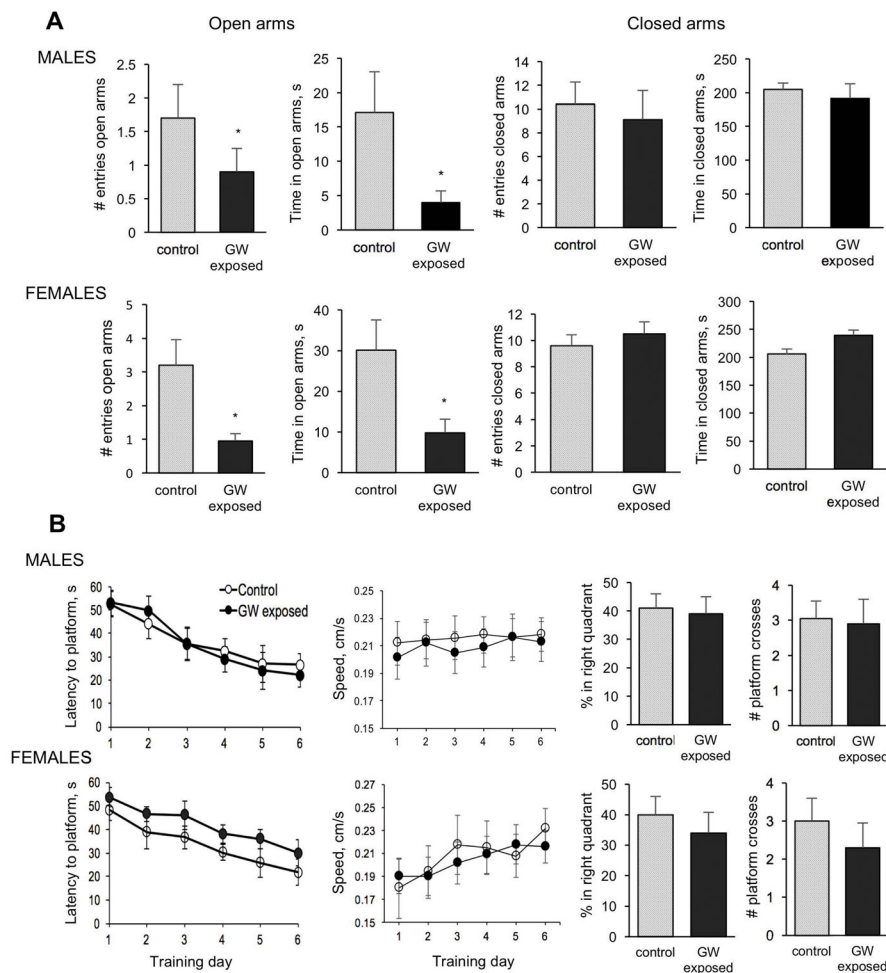 A
Open arms
Closed arms
MALES
# entries open arms
2.5
2
1.5
1
0.5
0
*
control
GW
exposed
Time in open arms, s
25
20
15
10
5
0
*
control
GW
exposed
# entries closed arms
14
12
10
8
6
4
2
0
control
GW
exposed
Time in closed arms, s
250
200
150
100
50
0
control
GW
exposed
FEMALES
# entries open arms
5
4
3
2
1
0
*
control
GW
exposed
Time in open arms, s
40
30
20
10
0
*
control
GW
exposed
# entries closed arms
12
10
8
6
4
2
0
control
GW
exposed
Time in closed arms, s
300
250
200
150
100
50
0
control
GW
exposed
B
MALES
Latency to platform, s
60
50
40
30
20
10
0
Control
GW exposed
1 2 3 4 5 6
Speed, cm/s
0.25
0.23
0.21
0.19
0.17
0.15
1 2 3 4 5 6
% in right quadrant
50
40
30
20
10
0
control
GW
exposed
# platform crosses
4
3
2
1
0
control
GW
exposed
FEMALES
Latency to platform, s
60
50
40
30
20
10
0
1 2 3 4 5 6
Training day
Speed, cm/s
0.27
0.25
0.23
0.21
0.19
0.17
0.15
1 2 3 4 5 6
Training day
% in right quadrant
50
40
30
20
10
0
control
GW
exposed
# platform crosses
4
3
2
1
0
control
GW
exposed